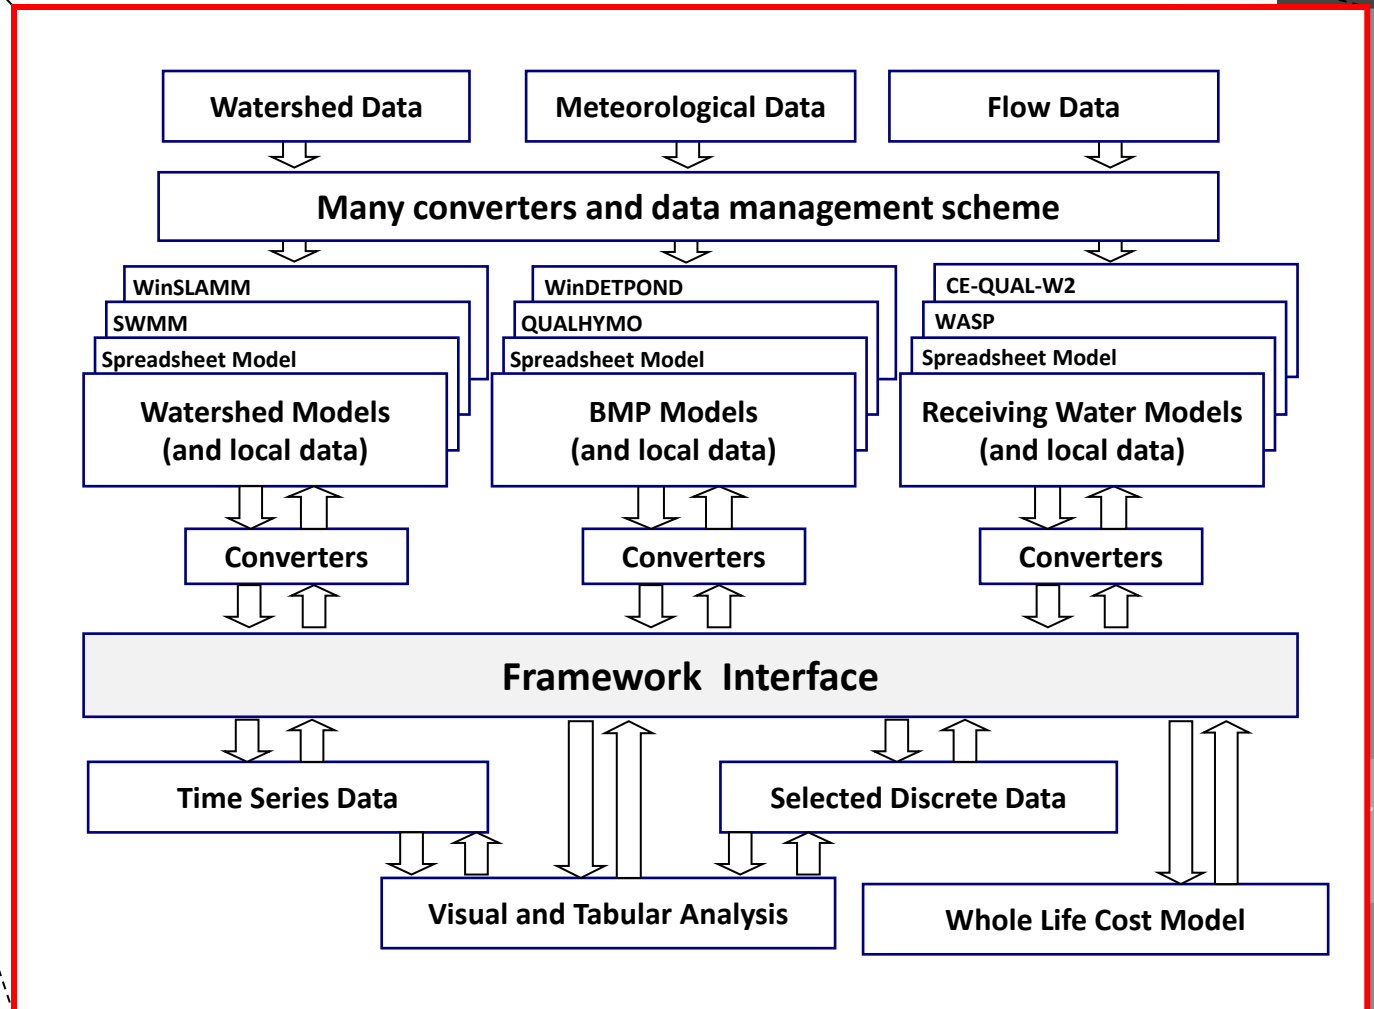 Watershed Data
Meteorological Data
Flow Data
Many converters and data management scheme
WinSLAMM
SWMM
Spreadsheet Model
Watershed Models
(and local data)
WinDETPOND
QUALHYMO
Spreadsheet Model
BMP Models
(and local data)
CE-QUAL-W2
WASP
Spreadsheet Model
Receiving Water Models
(and local data)
Converters
Converters
Converters
Framework Interface
Time Series Data
Selected Discrete Data
Visual and Tabular Analysis
Whole Life Cost Model